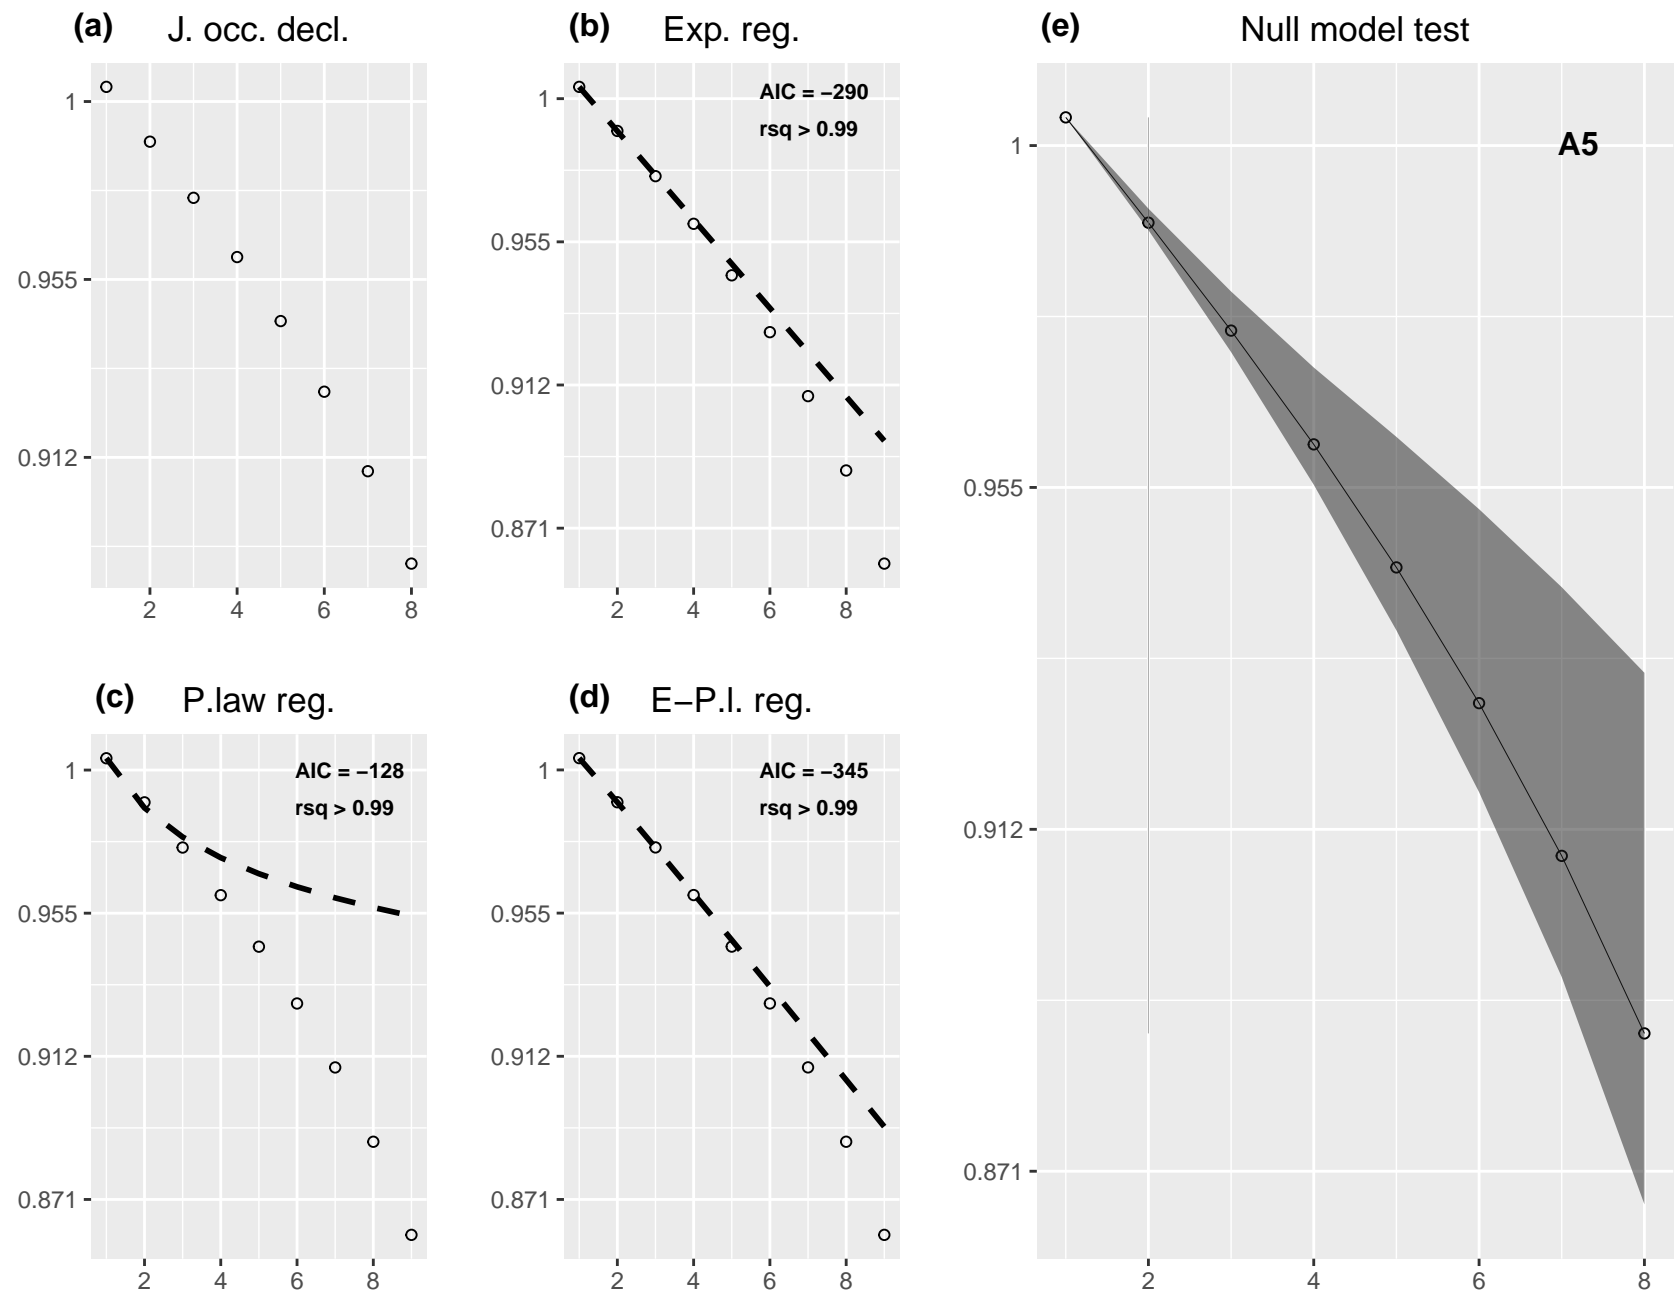 (a) J. occ. decl.
1
0.955
0.912
2 4 6 8
(b) Exp. reg.
AIC = −290
rsq > 0.99
1
0.955
0.912
0.871
2 4 6 8
(c) P.law reg.
AIC = −128
rsq > 0.99
1
0.955
0.912
0.871
2 4 6 8
(d) E−P.l. reg.
AIC = −345
rsq > 0.99
1
0.955
0.912
0.871
2 4 6 8
(e) Null model test
A5
1
0.955
0.912
0.871
2 4 6 8